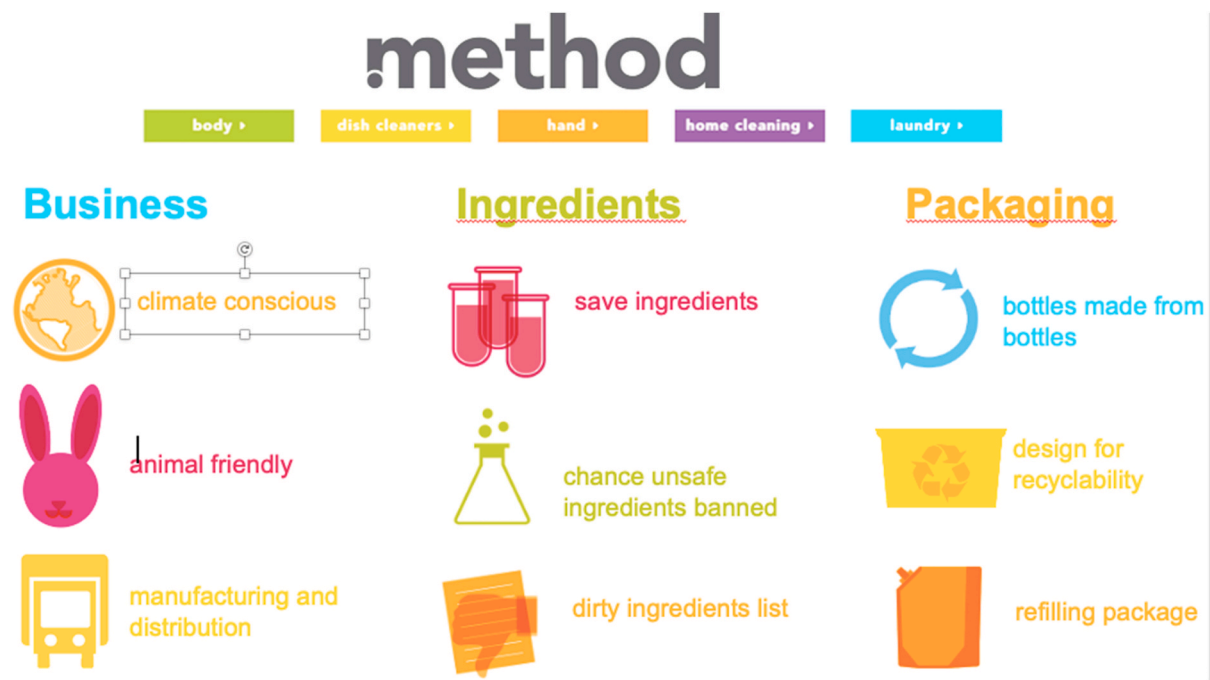 method
body
dish cleaners
hand
home cleaning
laundry
Business
climate conscious
animal friendly
manufacturing and
distribution
Ingredients
save ingredients
chance unsafe
ingredients banned
dirty ingredients list
Packaging
bottles made from
bottles
design for
recyclability
refilling package